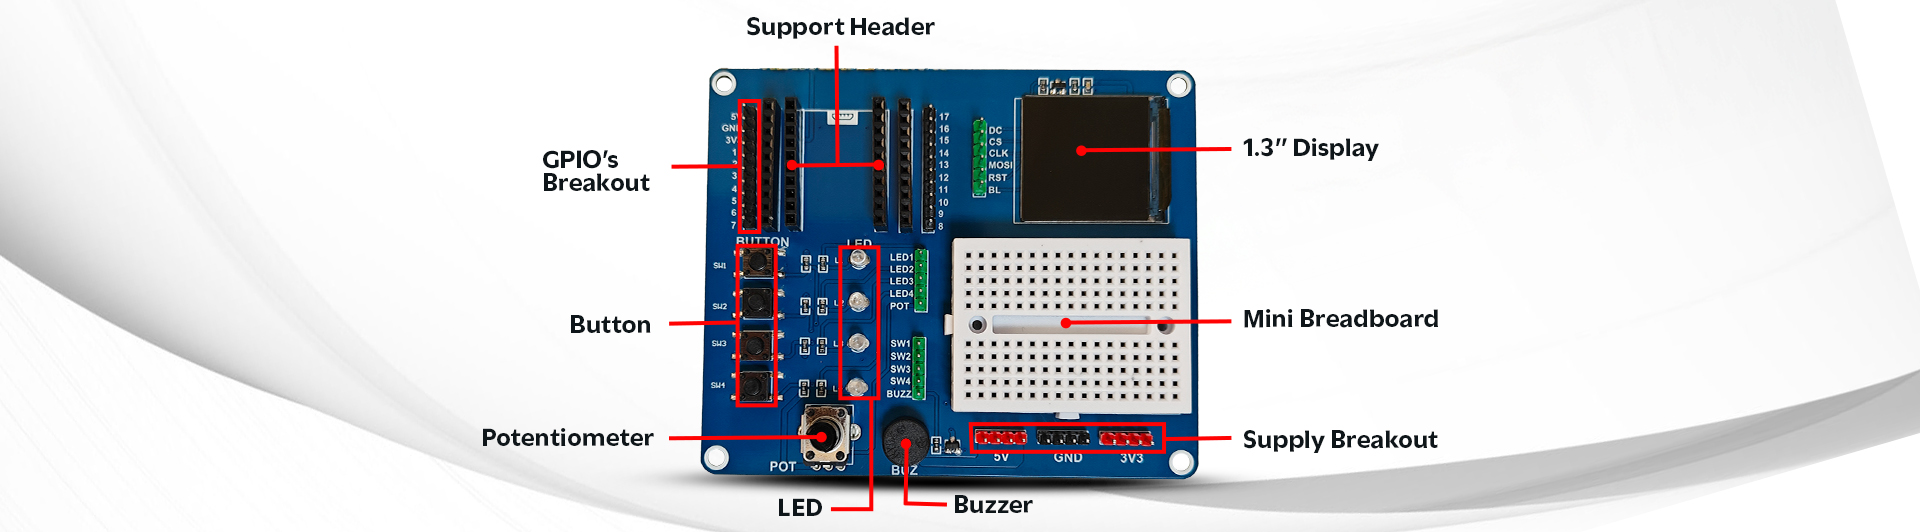 Support Header
GPIO's
Breakout
1.3” Display
Button
Mini Breadboard
Potentiometer
Supply Breakout
LED
Buzzer
5V
GND
3V
1
3
4
5
6
7
17
16
15
14
13
12
11
10
9
8
DC
CS
CLK
MOSI
RST
BL
BUTTON
LED
SW1
SW2
SW3
SW4
LED1
LED2
LED3
LED4
POT
SW1
SW2
SW3
SW4
BUZZ
POT
BUZ
5V
GND
3V3